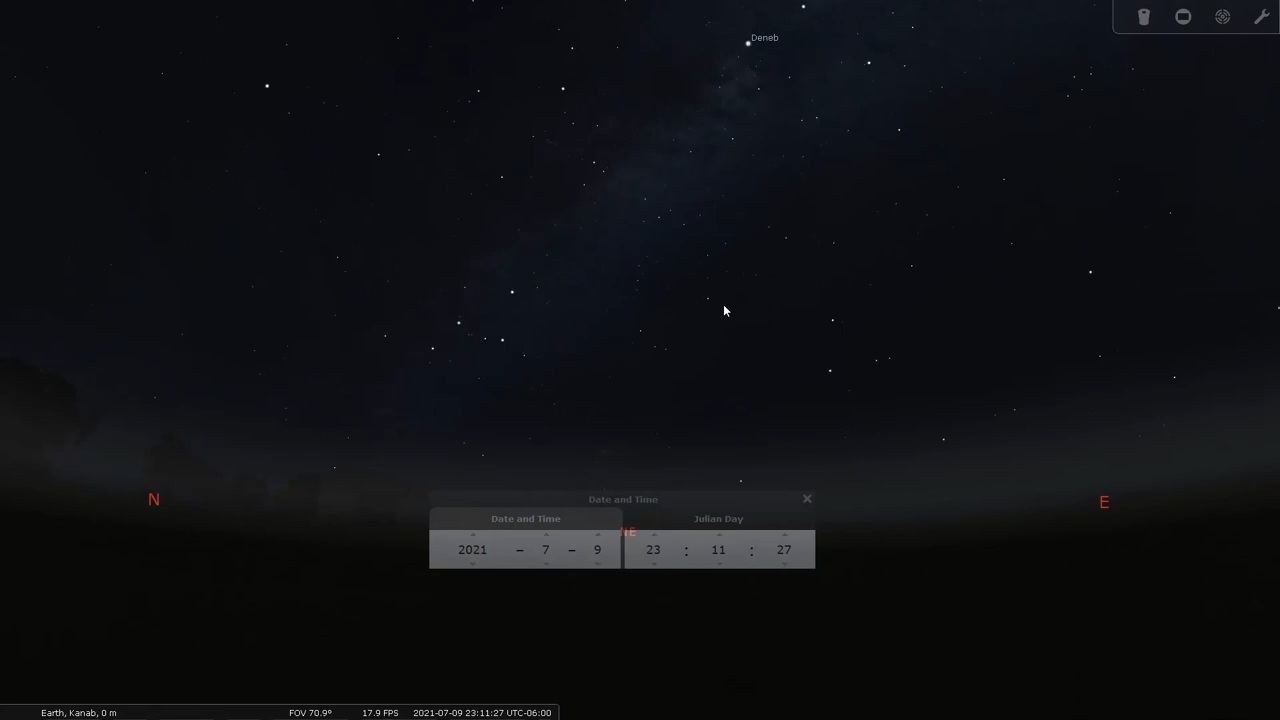 Deneb
N
E
Date and Time
Date and Time
Julian Day
NE
2021 – 7 – 9
23 : 11 : 27
Earth, Kanab, 0 m
FOV 70.9°
17.9 FPS
2021-07-09 23:11:27 UTC-06:00